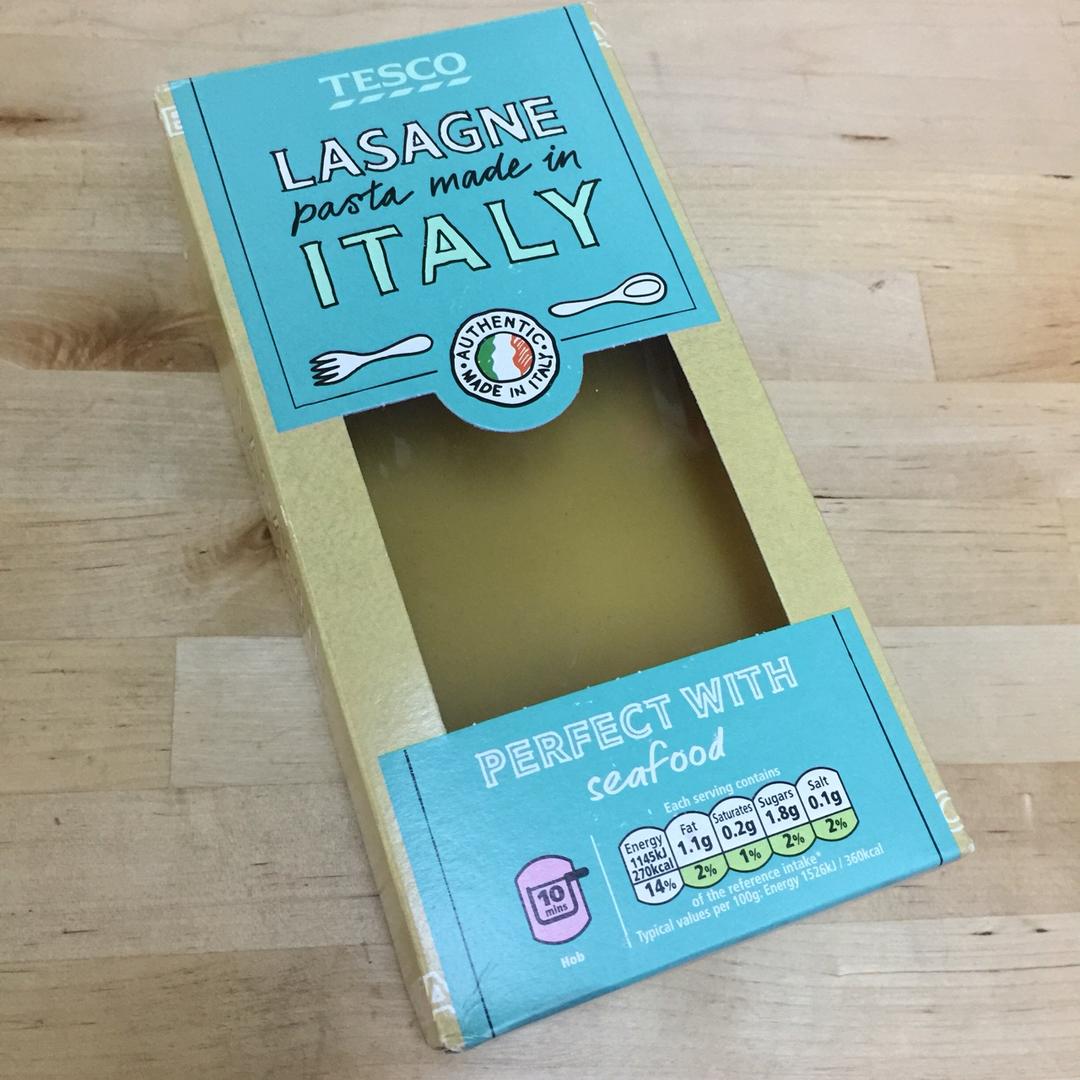 TESCO
LASAGNE
pasta made in
ITALY
AUTHENTIC
MADE IN ITALY
PERFECT WITH
seafood
Each serving contains
Energy
1145kJ
270kcal
14%
Fat
1.1g
2%
Saturates
0.2g
1%
Sugars
1.8g
2%
Salt
0.1g
2%
of the reference intake*
Typical values per 100g: Energy 1526kJ / 360kcal
10
mins
Hob